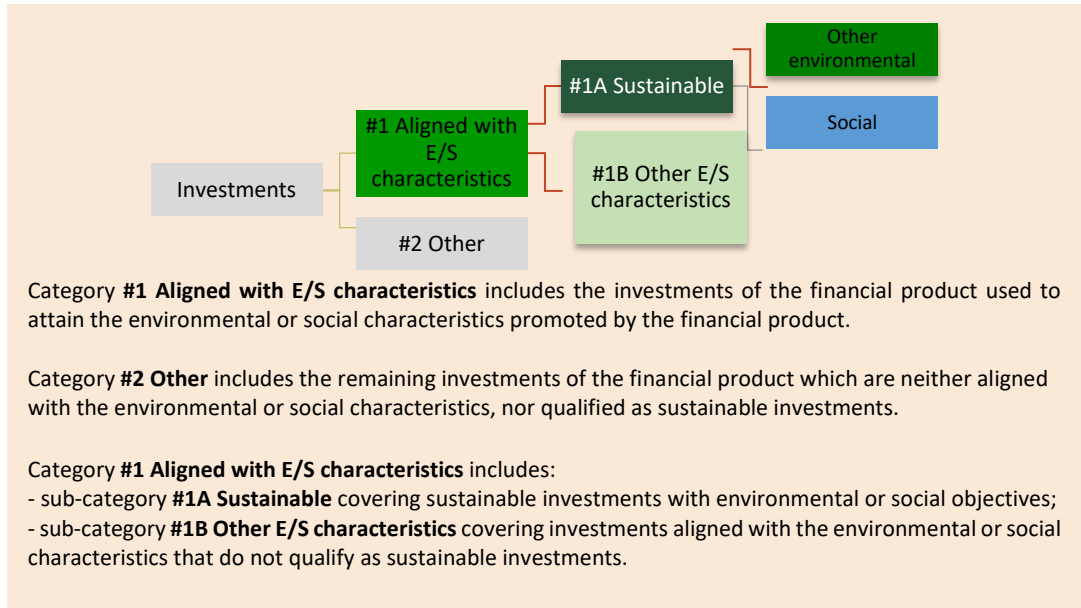 Other
environmental
#1A Sustainable
#1 Aligned with
E/S
characteristics
Social
#1B Other E/S
characteristics
Investments
#2 Other
Category #1 Aligned with E/S characteristics includes the investments of the financial product used to
attain the environmental or social characteristics promoted by the financial product.
Category #2 Other includes the remaining investments of the financial product which are neither aligned
with the environmental or social characteristics, nor qualified as sustainable investments.
Category #1 Aligned with E/S characteristics includes:
- sub-category #1A Sustainable covering sustainable investments with environmental or social objectives;
- sub-category #1B Other E/S characteristics covering investments aligned with the environmental or social
characteristics that do not qualify as sustainable investments.